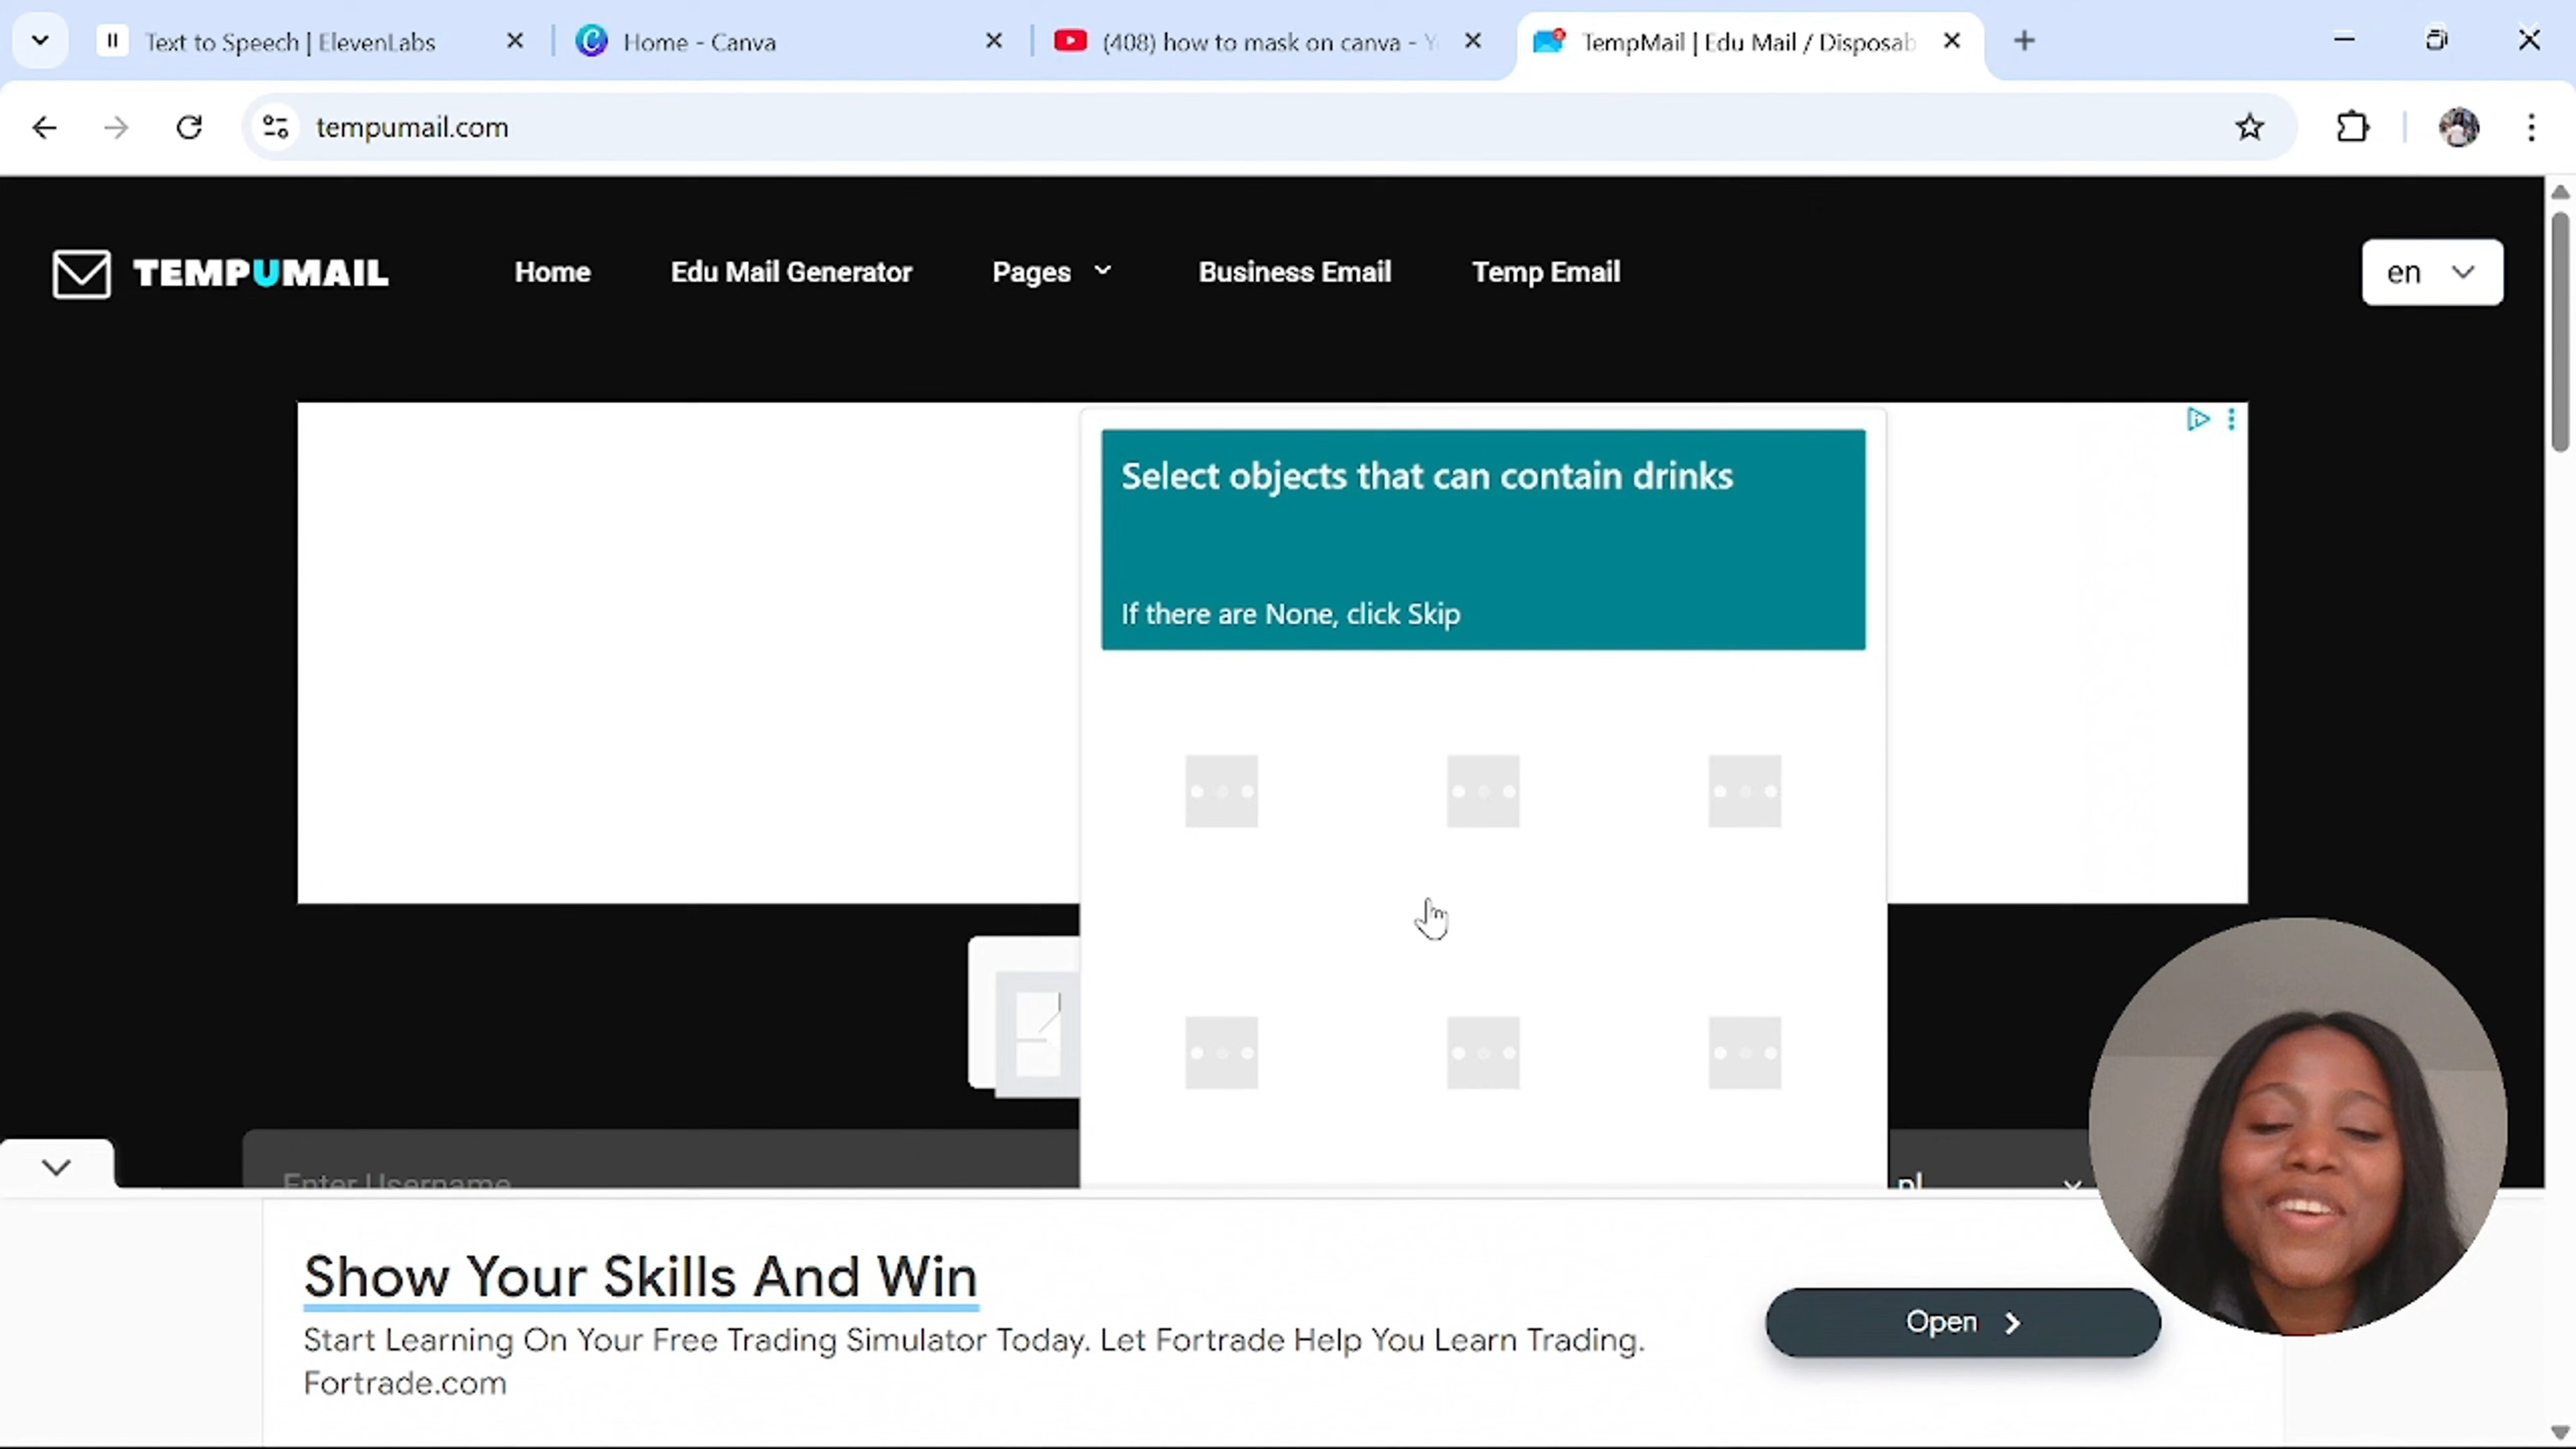 Text to Speech | ElevenLabs
Home - Canva
(408) how to mask on canva - Y
TempMail | Edu Mail / Disposab
tempumail.com
TEMPUMAIL
Home
Edu Mail Generator
Pages
Business Email
Temp Email
en
Select objects that can contain drinks
If there are None, click Skip
Enter Username
Show Your Skills And Win
Start Learning On Your Free Trading Simulator Today. Let Fortrade Help You Learn Trading.
Fortrade.com
Open